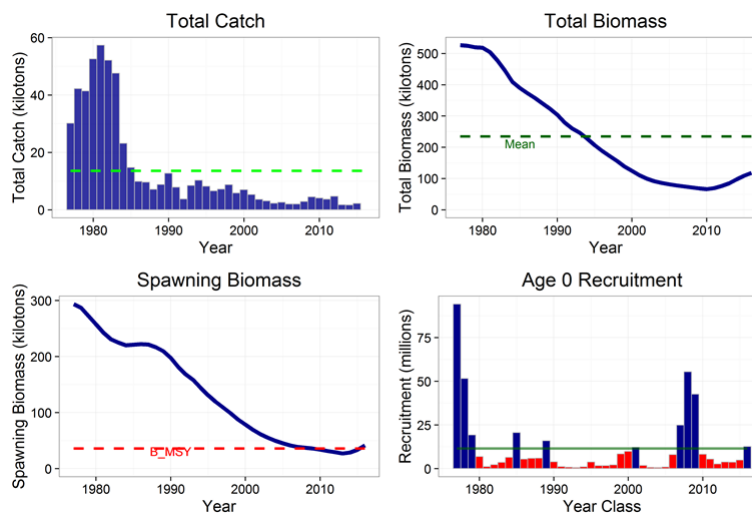 Total Catch
Total Catch (kilotons)
60
40
20
0
1980
1990
2000
2010
Year
Total Biomass
Total Biomass (kilotons)
500
400
300
200
100
0
Mean
1980
1990
2000
2010
Year
Spawning Biomass
Spawning Biomass (kilotons)
300
200
100
0
B_MSY
1980
1990
2000
2010
Year
Age 0 Recruitment
Recruitment (millions)
75
50
25
0
1980
1990
2000
2010
Year Class